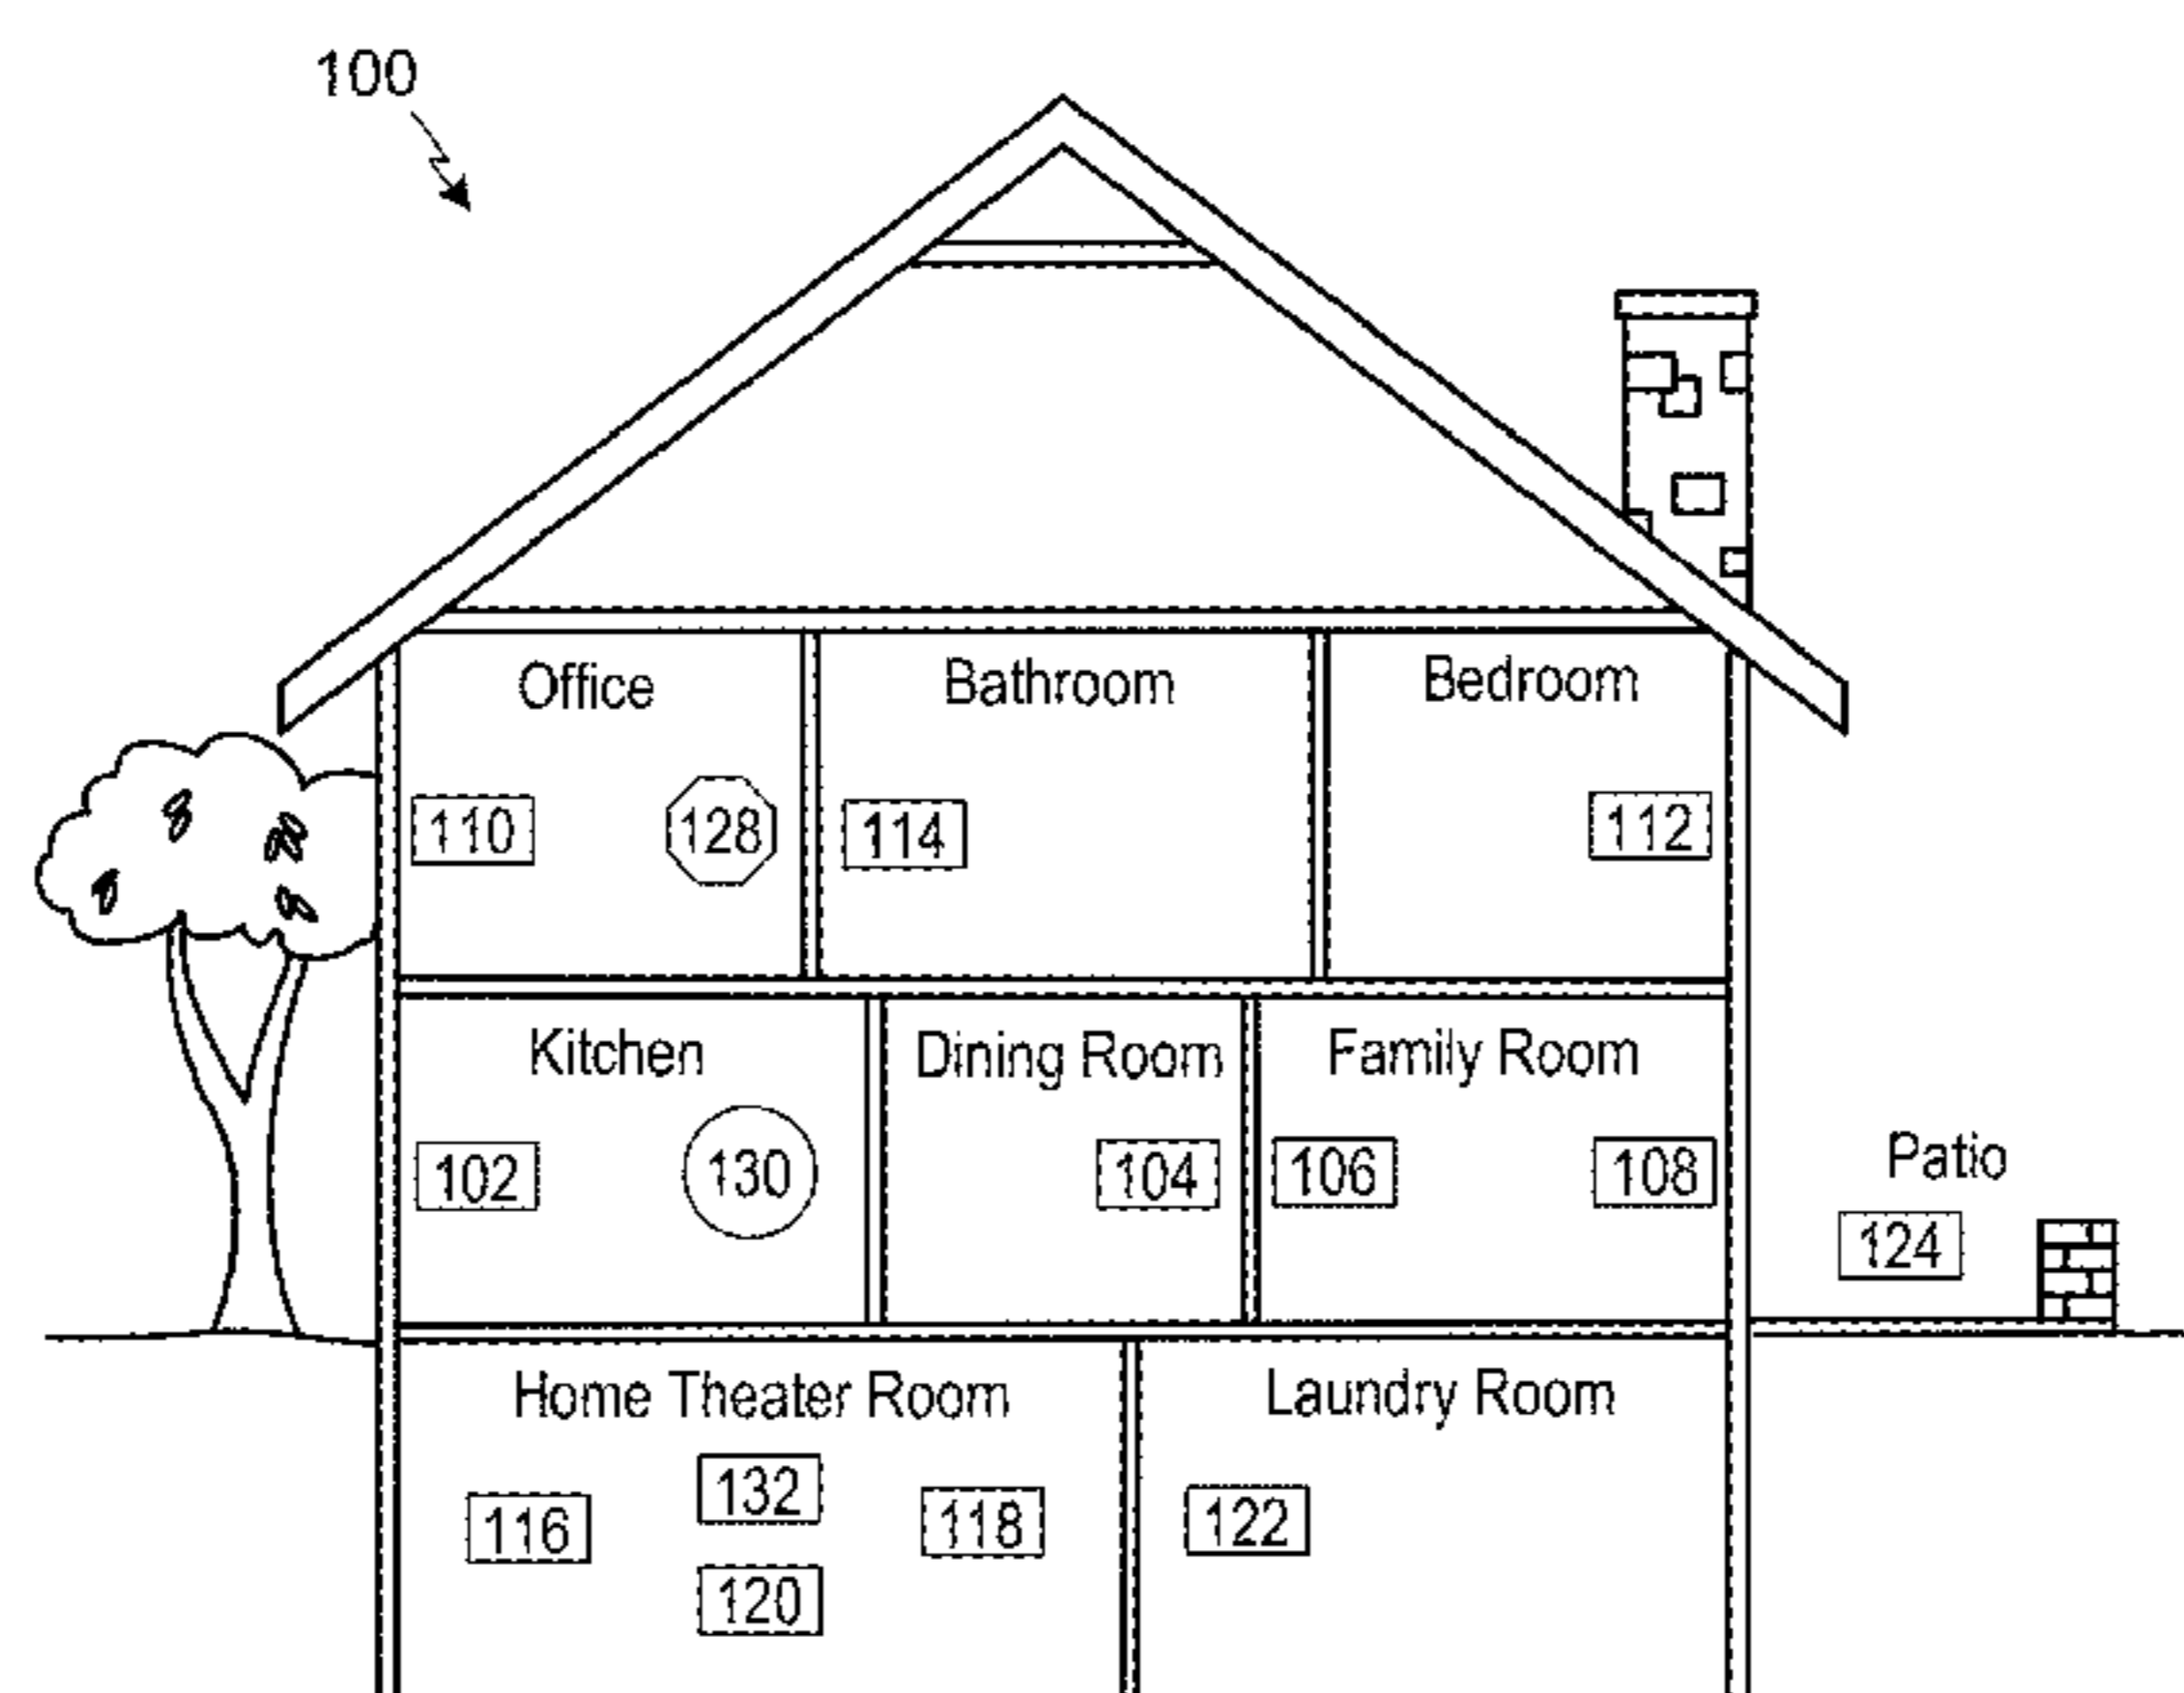 100
Office
Bathroom
Bedroom
110
128
114
112
Kitchen
Dining Room
Family Room
102
130
104
106
108
Patio
124
Home Theater Room
Laundry Room
132
116
118
122
120